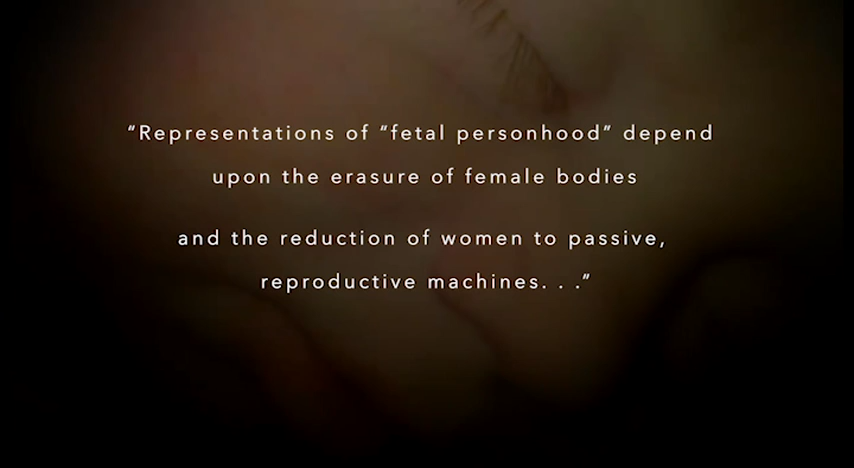 “Representations of “fetal personhood” depend
upon the erasure of female bodies
and the reduction of women to passive,
reproductive machines. . .”